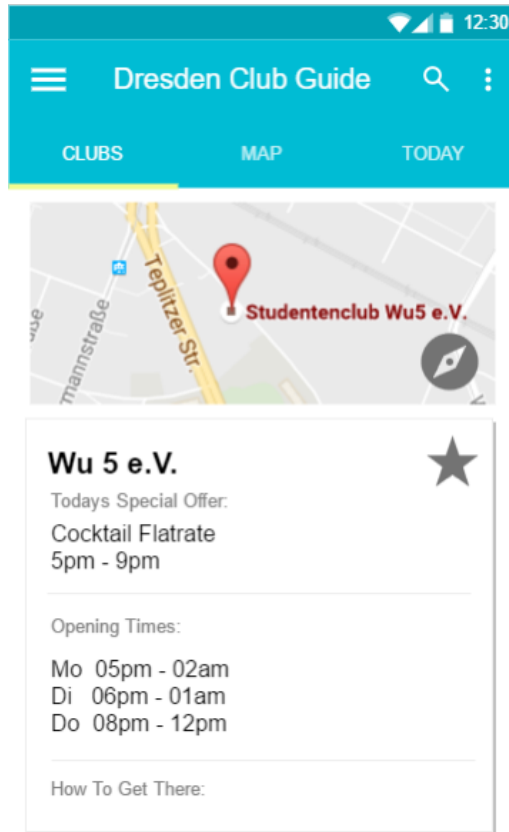 12:30
Dresden Club Guide
CLUBS MAP TODAY
Teplitzer Str.
Studentenclub Wu5 e.V.
Wu 5 e.V.
Todays Special Offer:
Cocktail Flatrate
5pm - 9pm
Opening Times:
Mo 05pm - 02am
Di 06pm - 01am
Do 08pm - 12pm
How To Get There: